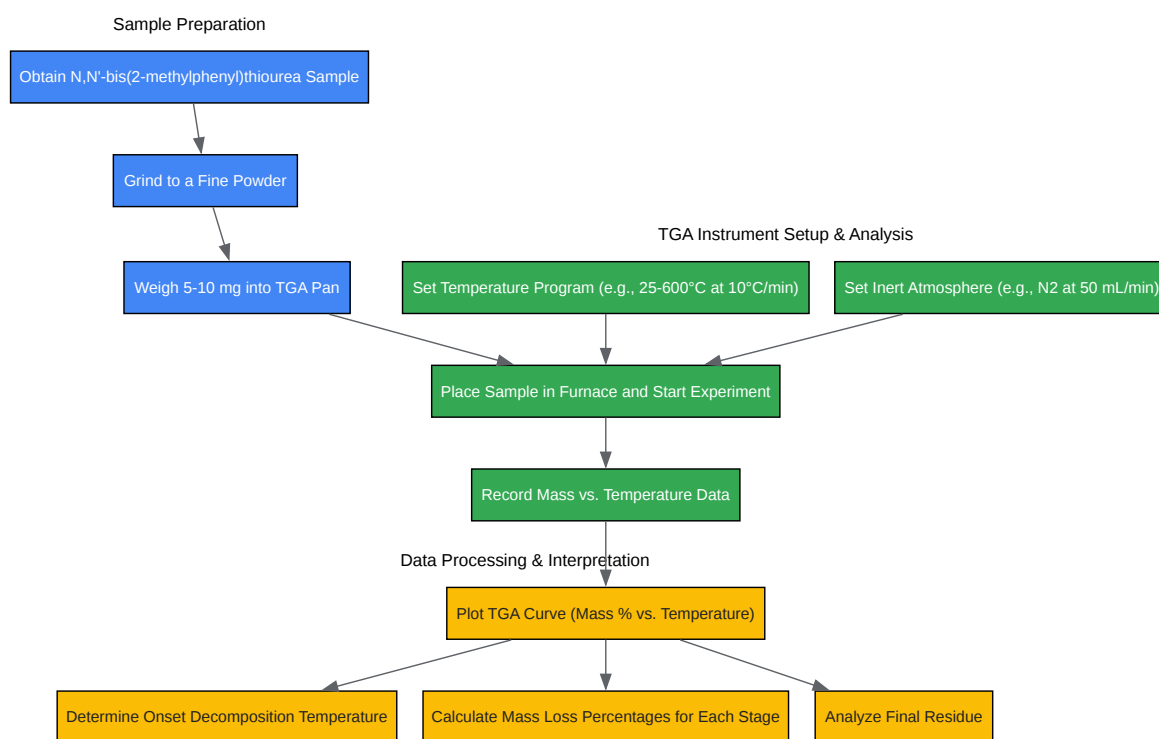 Sample Preparation
Obtain N,N'-bis(2-methylphenyl)thiourea Sample
Grind to a Fine Powder
TGA Instrument Setup & Analysis
Weigh 5-10 mg into TGA Pan
Set Temperature Program (e.g., 25-600°C at 10°C/min)
Set Inert Atmosphere (e.g., N2 at 50 mL/min)
Place Sample in Furnace and Start Experiment
Record Mass vs. Temperature Data
Data Processing & Interpretation
Plot TGA Curve (Mass % vs. Temperature)
Determine Onset Decomposition Temperature
Calculate Mass Loss Percentages for Each Stage
Analyze Final Residue